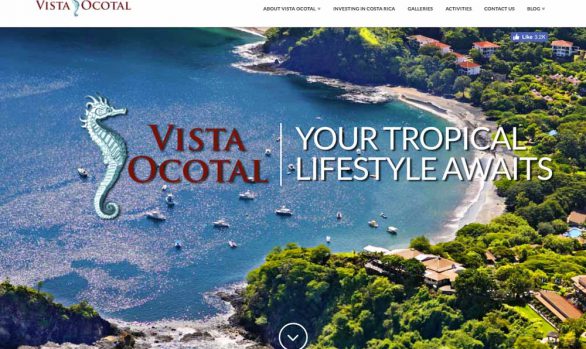 VISTA OCOTAL
ABOUT VISTA OCOTAL INVESTING IN COSTA RICA GALLERIES ACTIVITIES CONTACT US BLOG
Like 3.2K
VISTA OCOTAL
YOUR TROPICAL
LIFESTYLE AWAITS